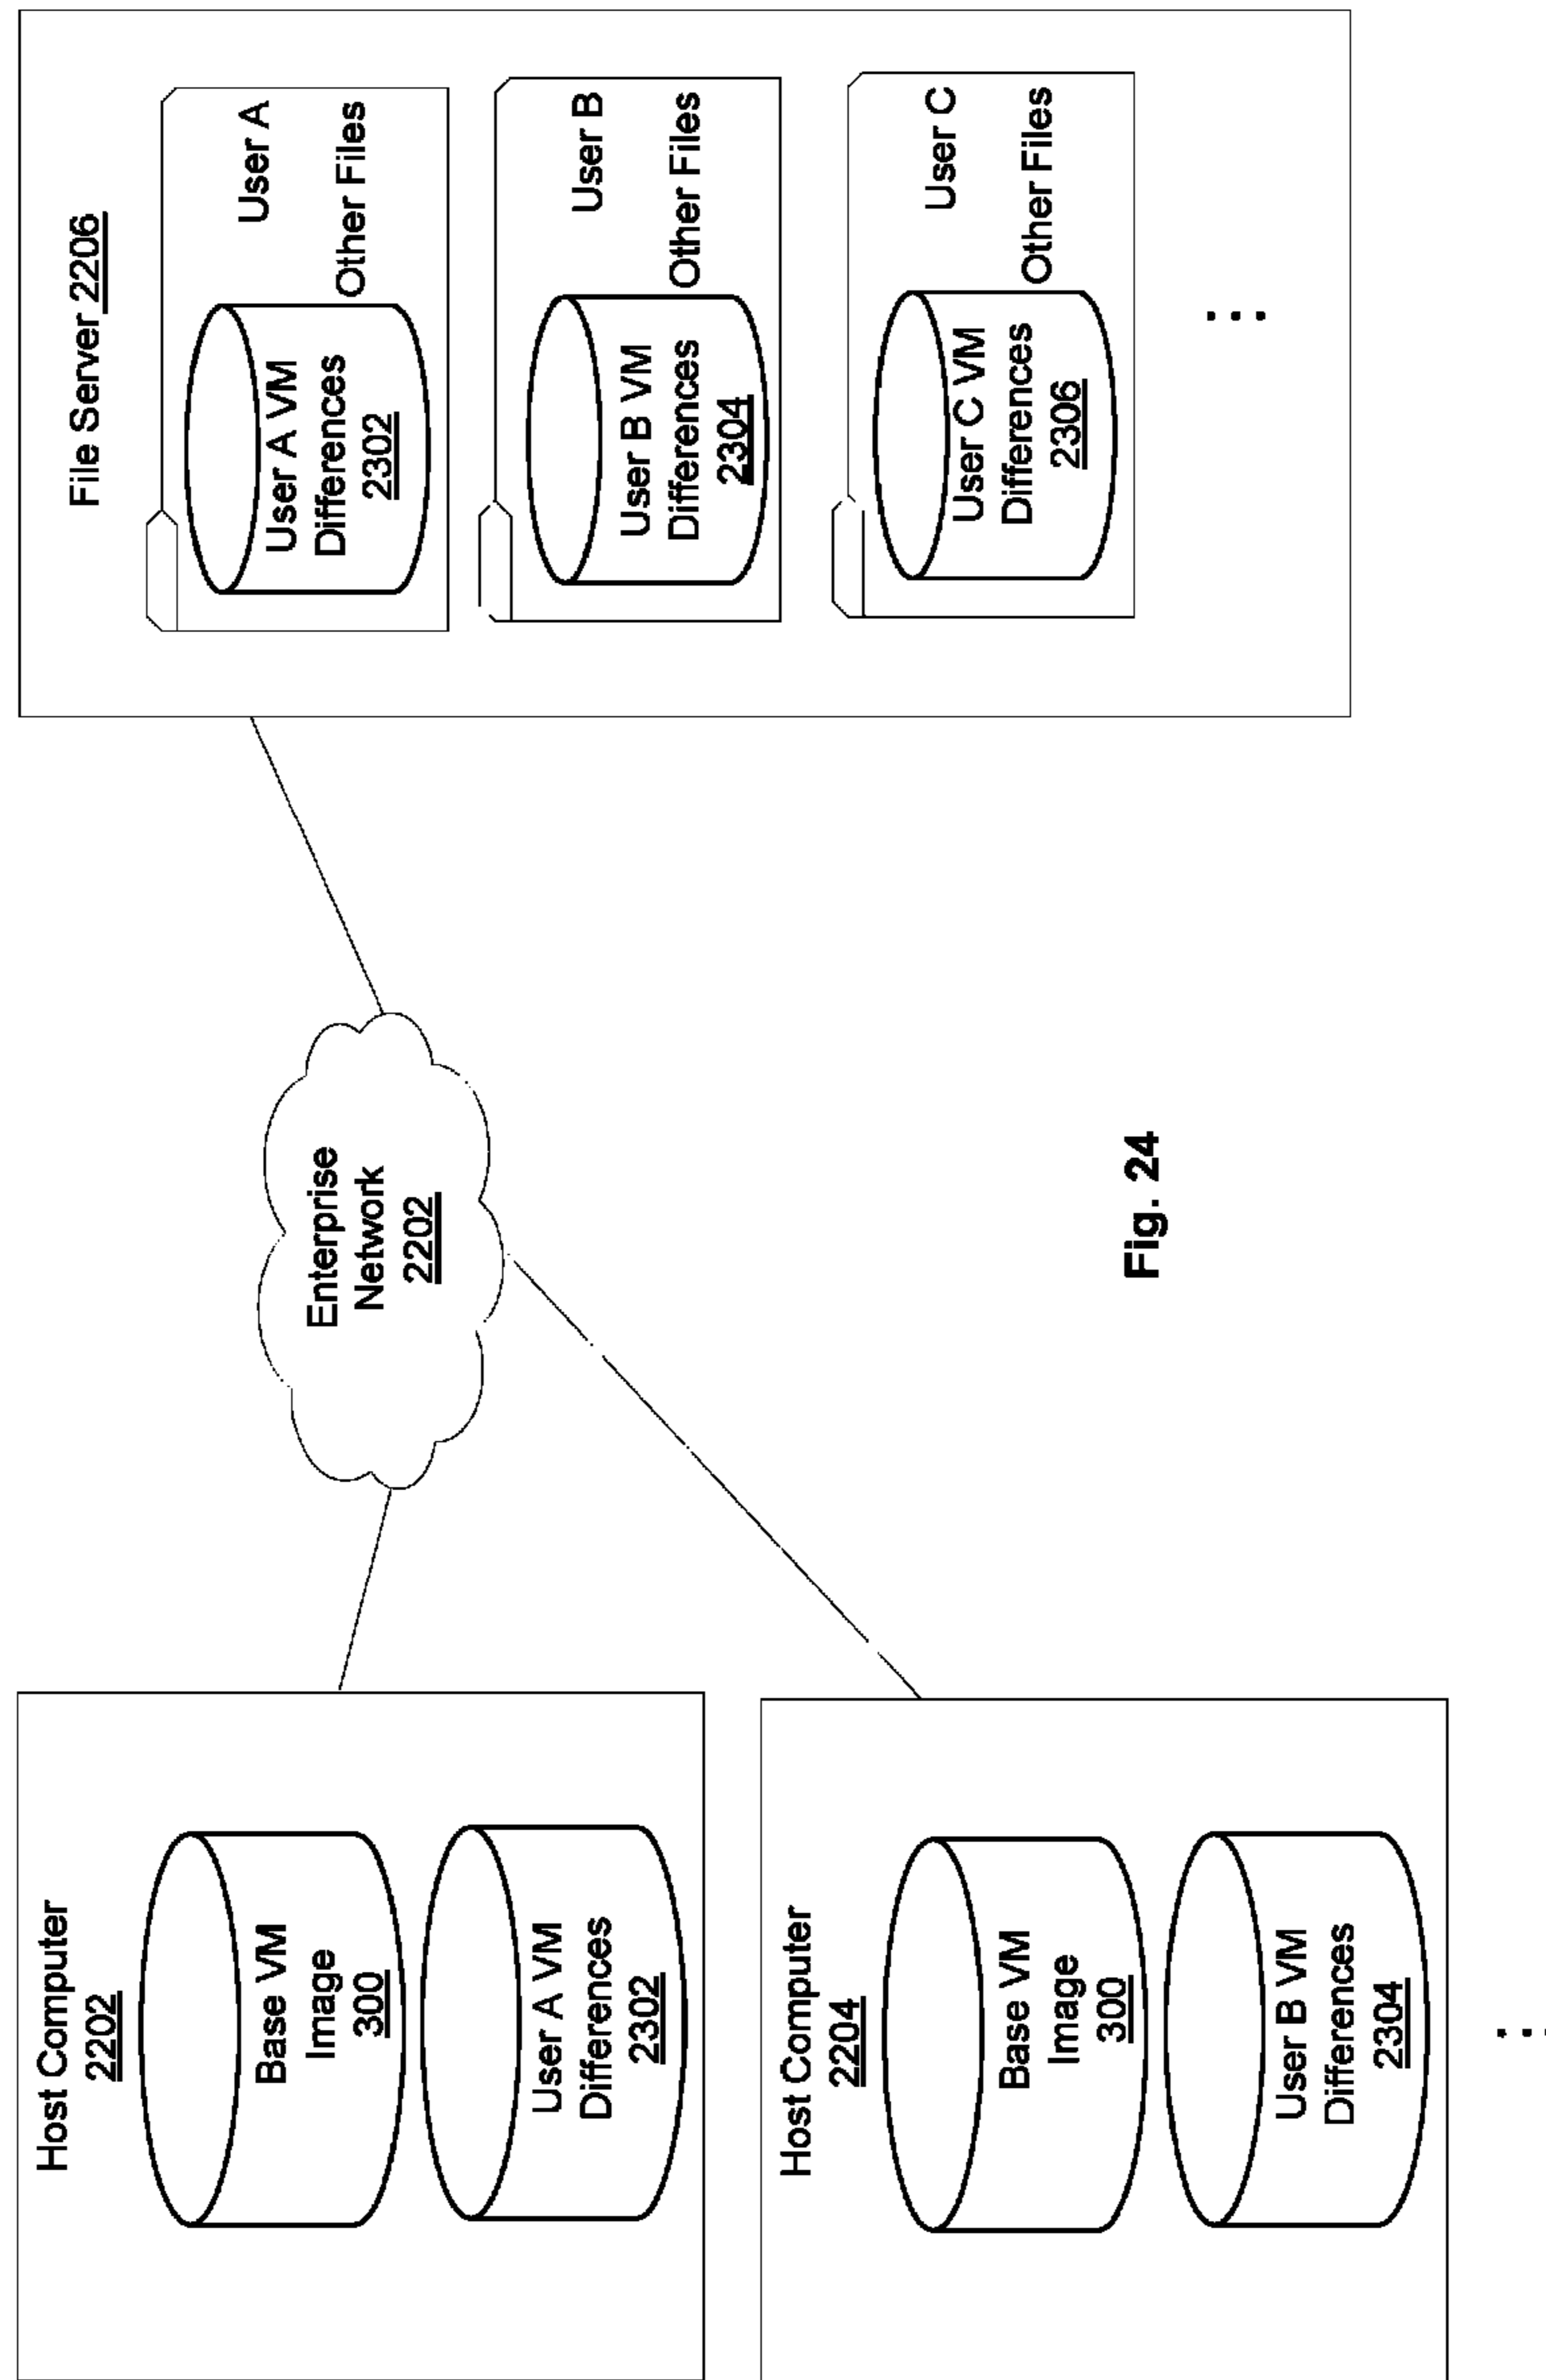 Host Computer
2202
Base VM
Image
300
User A VM
Differences
2302
Host Computer
2204
Base VM
Image
300
User B VM
Differences
2304
...
Enterprise
Network
2202
File Server 2206
User A
User A VM
Differences
2302
Other Files
User B
User B VM
Differences
2304
Other Files
User C
User C VM
Differences
2306
Other Files
...
Fig. 24